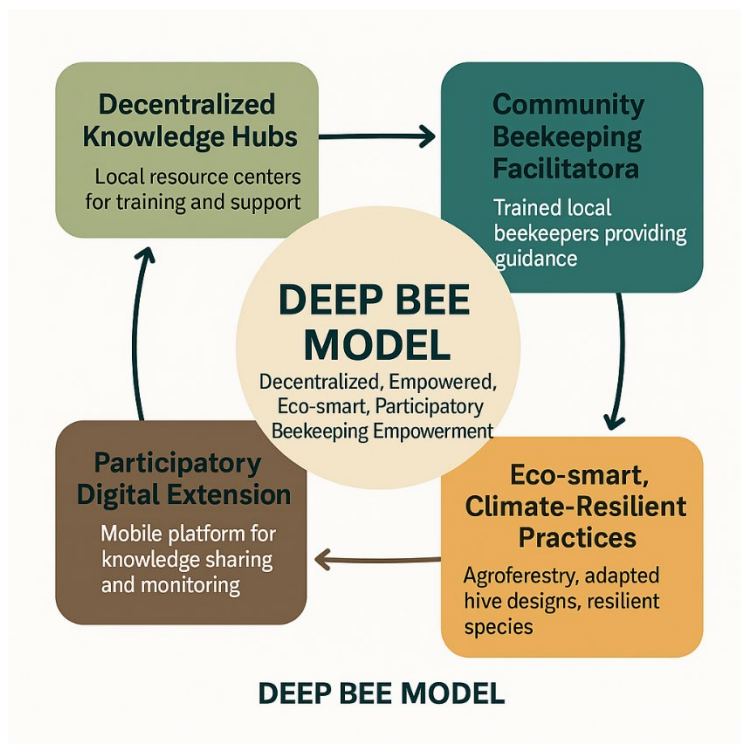 Decentralized
Knowledge Hubs
Local resource centers
for training and support
Community
Beekeeping
Facilitatora
Trained local
beekeepers providing
guidance
DEEP BEE
MODEL
Decentralized, Empowered,
Eco-smart, Participatory
Beekeeping Empowerment
Participatory
Digital Extension
Mobile platform for
knowledge sharing
and monitoring
Eco-smart,
Climate-Resilient
Practices
Agroferestry, adapted
hive designs, resilient
species
DEEP BEE MODEL